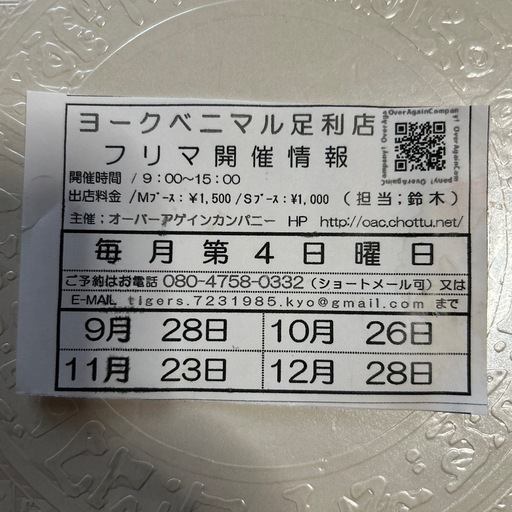 ヨークベニマル足利店
フリマ開催情報
開催時間 / 9:00~15:00
出店料金 /Mブース:¥1,500/Sブース:¥1,000 (担当;鈴木)
主催;オーバーアゲインカンパニー HP http://oac.chottu.net/
毎月第4日曜日
ご予約はお電話 080-4758-0332 (ショートメール可) 又は
E-MAIL tigers.7231985.kyo@gmail.com まで
9月 28日 10月 26日
11月 23日 12月 28日
OverAgainCompany!